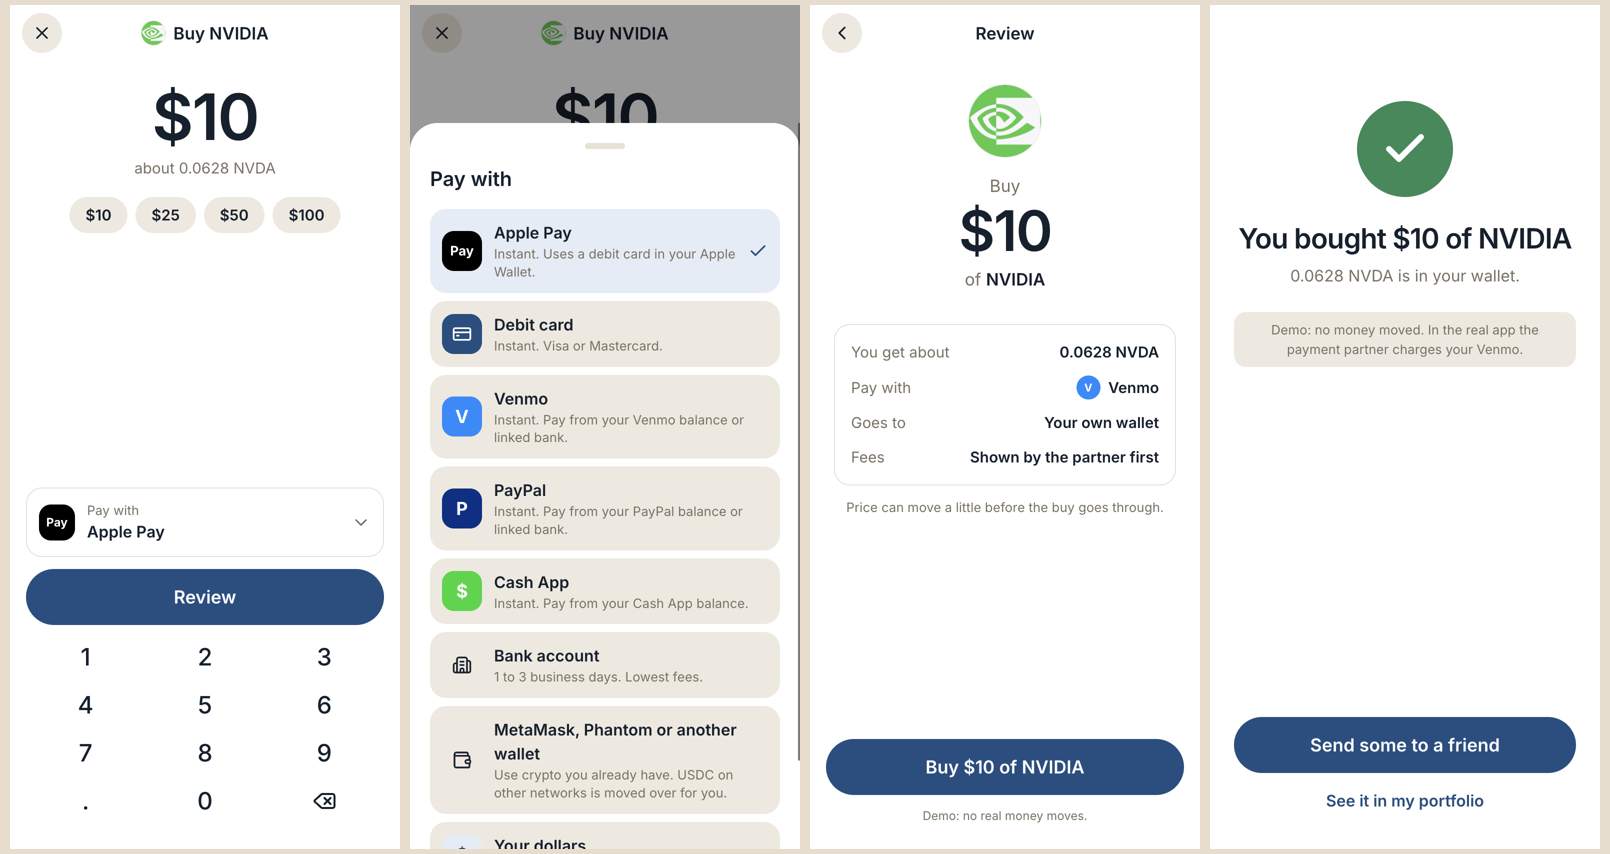 Buy NVIDIA
$10
about 0.0628 NVDA
$10 $25 $50 $100
Pay
Pay with
Apple Pay
Review
1 2 3
4 5 6
7 8 9
. 0
Buy NVIDIA
$10
Pay with
Pay
Apple Pay
Instant. Uses a debit card in your Apple
Wallet.
Debit card
Instant. Visa or Mastercard.
V
Venmo
Instant. Pay from your Venmo balance or
linked bank.
P
PayPal
Instant. Pay from your PayPal balance or
linked bank.
$
Cash App
Instant. Pay from your Cash App balance.
Bank account
1 to 3 business days. Lowest fees.
MetaMask, Phantom or another
wallet
Use crypto you already have. USDC on
other networks is moved over for you.
Your dollars
Review
Buy
$10
of NVIDIA
You get about 0.0628 NVDA
Pay with V Venmo
Goes to Your own wallet
Fees Shown by the partner first
Price can move a little before the buy goes through.
Buy $10 of NVIDIA
Demo: no real money moves.
You bought $10 of NVIDIA
0.0628 NVDA is in your wallet.
Demo: no money moved. In the real app the
payment partner charges your Venmo.
Send some to a friend
See it in my portfolio